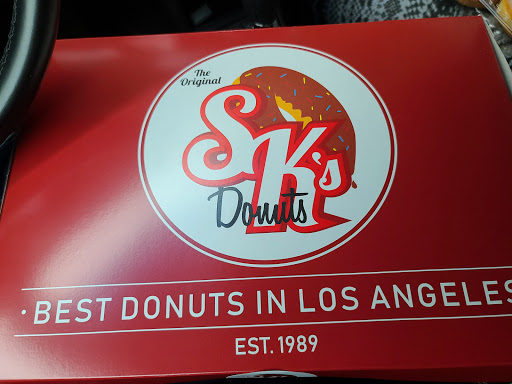 The
Original
SK's
Donuts
· BEST DONUTS IN LOS ANGELES
EST. 1989